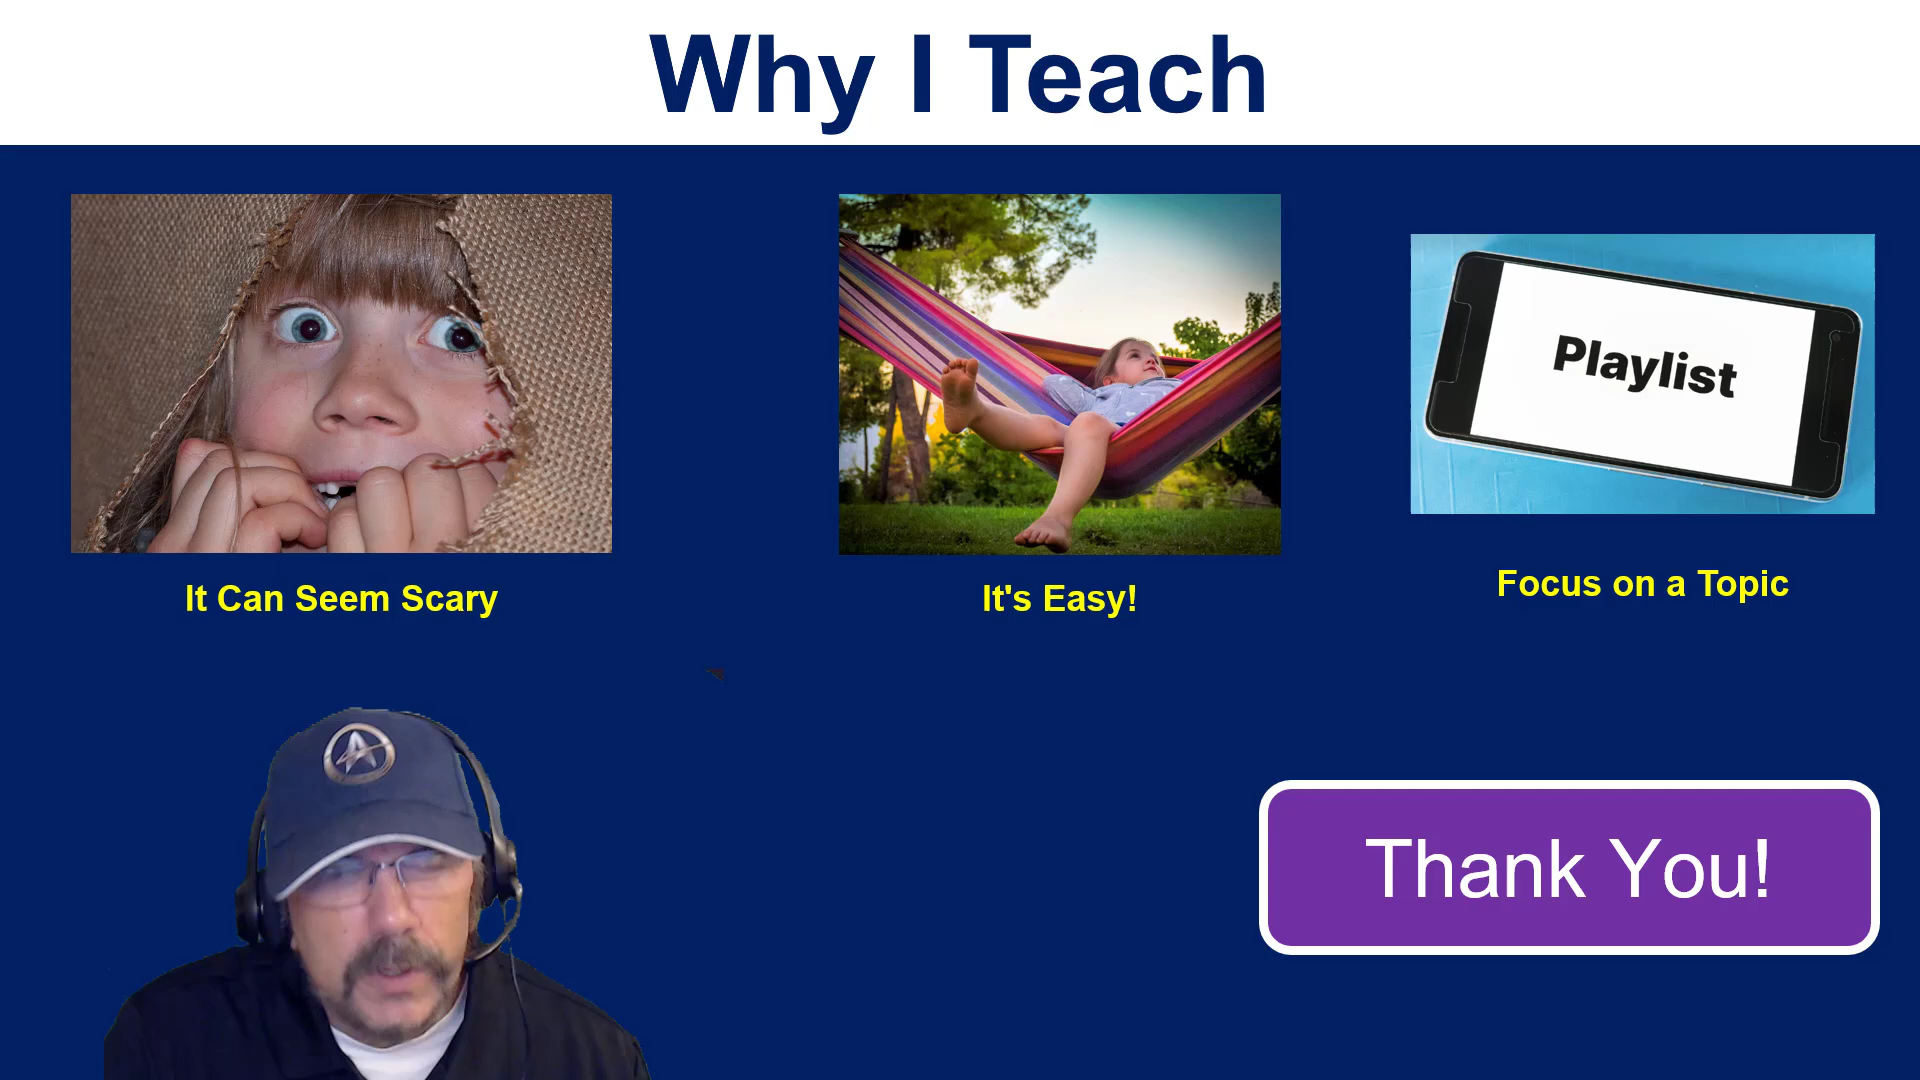 Why I Teach
Playlist
It Can Seem Scary
It's Easy!
Focus on a Topic
Thank You!